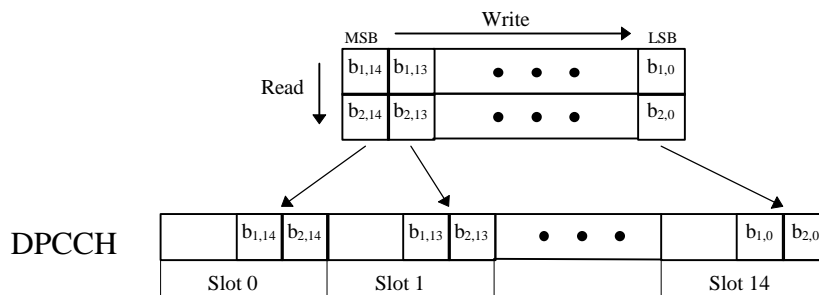 Write
MSB LSB
b1,14 b1,13 • • • b1,0
Read
b2,14 b2,13 • • • b2,0
DPCCH
b1,14 b2,14 b1,13 b2,13 • • • b1,0 b2,0
Slot 0 Slot 1 Slot 14